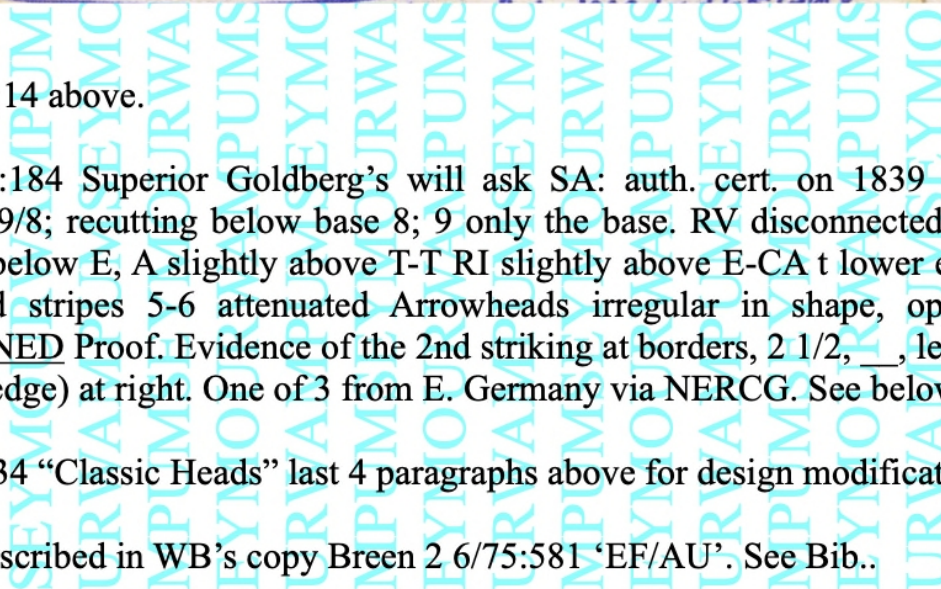 14 above.
:184 Superior Goldberg’s will ask SA: auth. cert. on 1839
9/8; recutting below base 8; 9 only the base. RV disconnected
below E, A slightly above T-T RI slightly above E-CA t lower
stripes 5-6 attenuated Arrowheads irregular in shape, op
NED Proof. Evidence of the 2nd striking at borders, 2 1/2, __, le
edge) at right. One of 3 from E. Germany via NERCG. See below
34 “Classic Heads” last 4 paragraphs above for design modificat
scribed in WB’s copy Breen 2 6/75:581 ‘EF/AU’. See Bib..